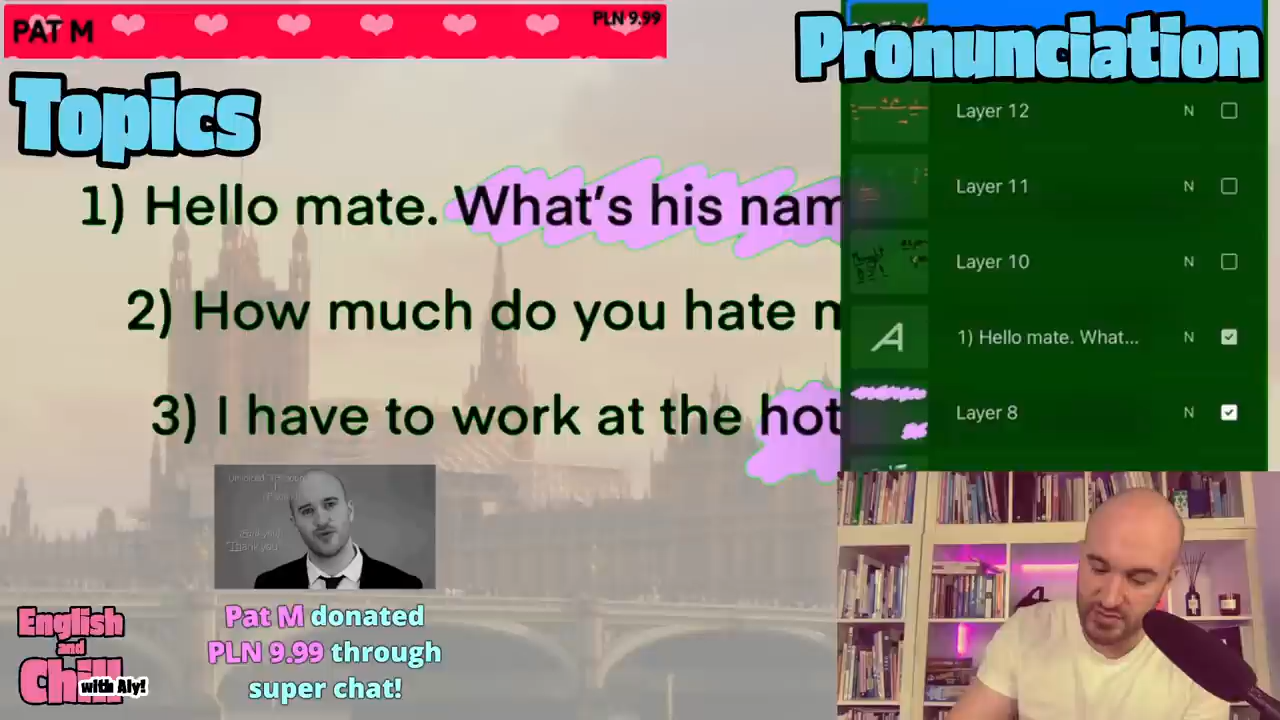 PAT M
PLN 9.99
Topics
Pronunciation
1) Hello mate. What's his nam
2) How much do you hate m
3) I have to work at the hot
Layer 12 N
Layer 11 N
Layer 10 N
A 1) Hello mate. What... N
Layer 8 N
"Thank you"
Pat M donated
PLN 9.99 through
super chat!
English
and
Chill
with Aly!